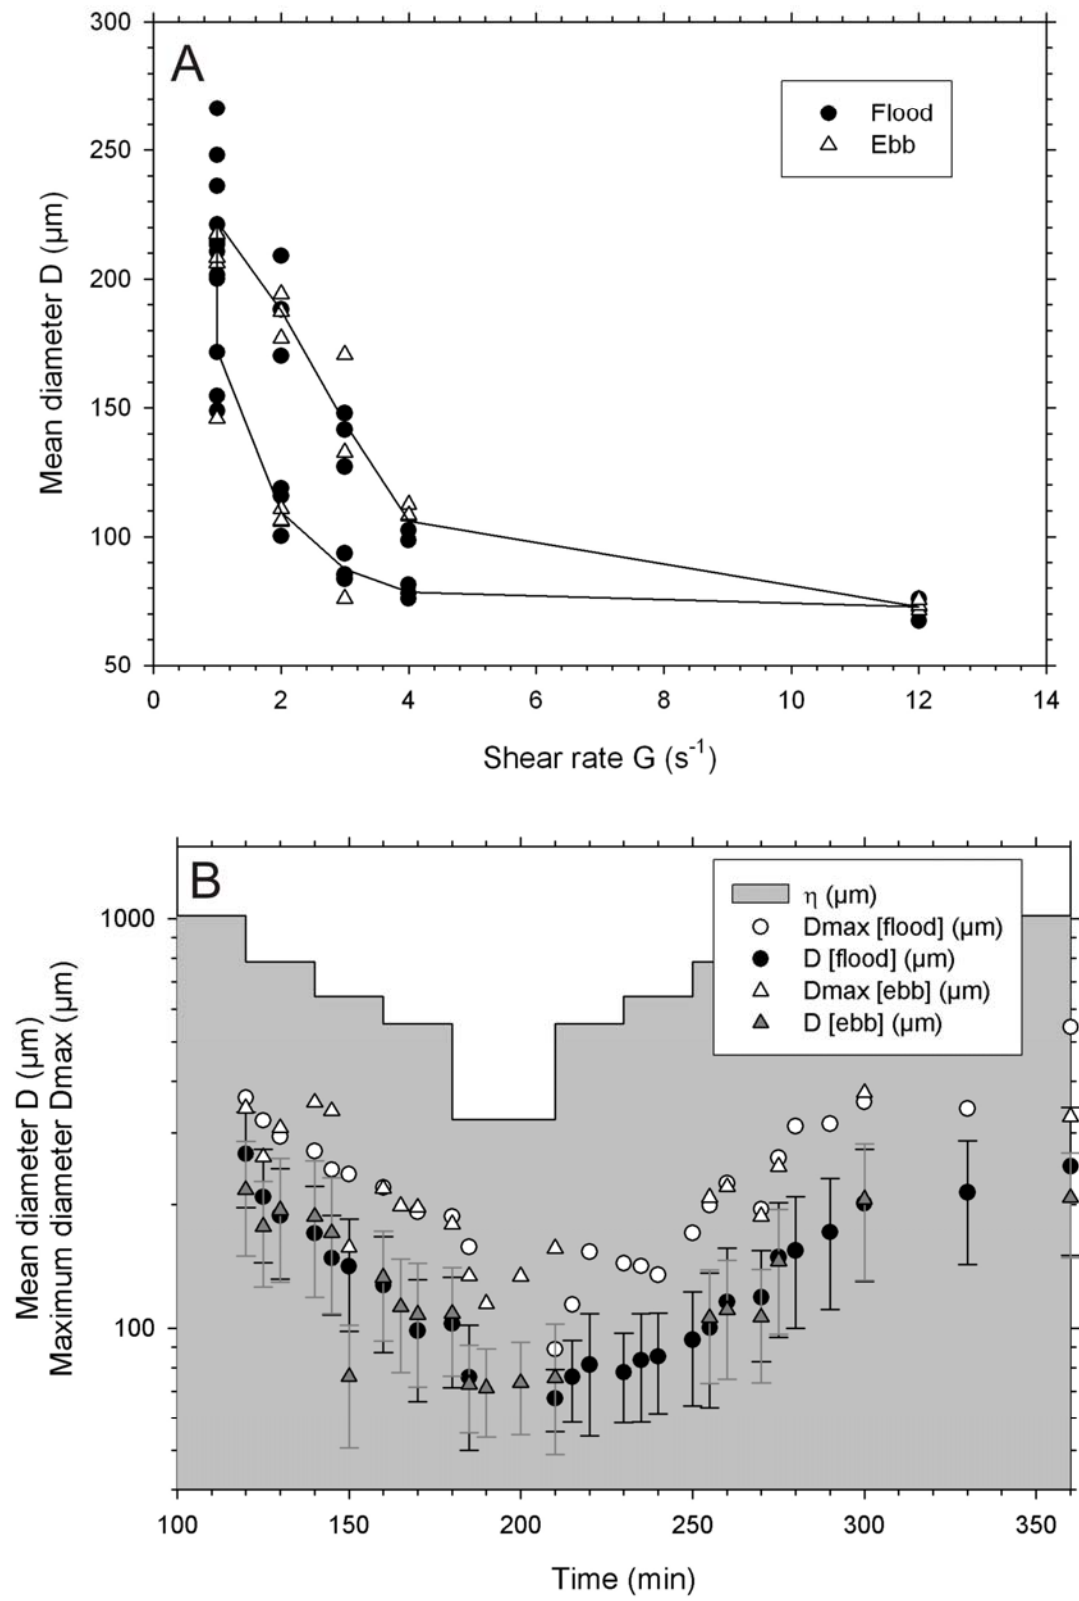 A
Flood
Ebb
300
250
200
150
100
50
Mean diameter D (µm)
0 2 4 6 8 10 12 14
Shear rate G (s-1)
B
η (µm)
Dmax [flood] (µm)
D [flood] (µm)
Dmax [ebb] (µm)
D [ebb] (µm)
1000
100
Mean diameter D (µm)
Maximum diameter Dmax (µm)
100 150 200 250 300 350
Time (min)